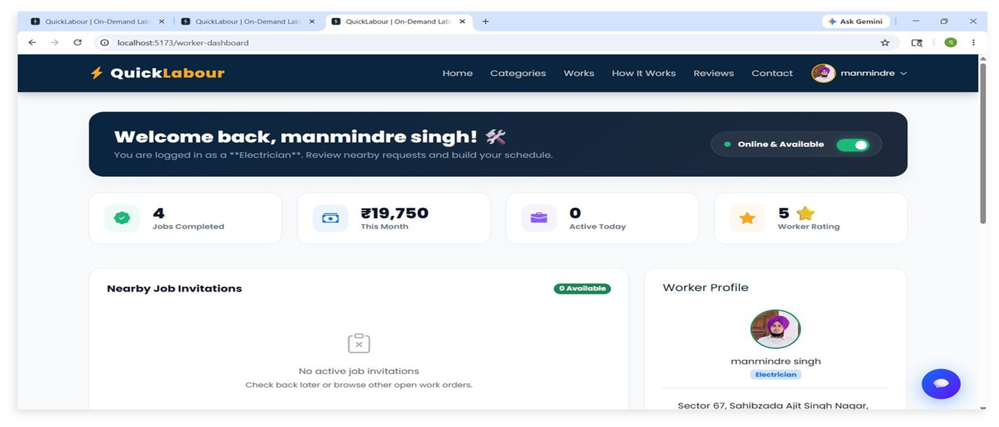 QuickLabour | On-Demand Lab
QuickLabour | On-Demand Lab
QuickLabour | On-Demand Lab
Ask Gemini
localhost:5173/worker-dashboard
q
QuickLabour
Home Categories Works How It Works Reviews Contact manmindre
Welcome back, manmindre singh! 🛠️
You are logged in as a **Electrician**. Review nearby requests and build your schedule.
Online & Available
4
Jobs Completed
₹19,750
This Month
0
Active Today
5 ⭐
Worker Rating
Nearby Job Invitations
0 Available
No active job invitations
Check back later or browse other open work orders.
Worker Profile
manmindre singh
Electrician
Sector 67, Sahibzada Ajit Singh Nagar,